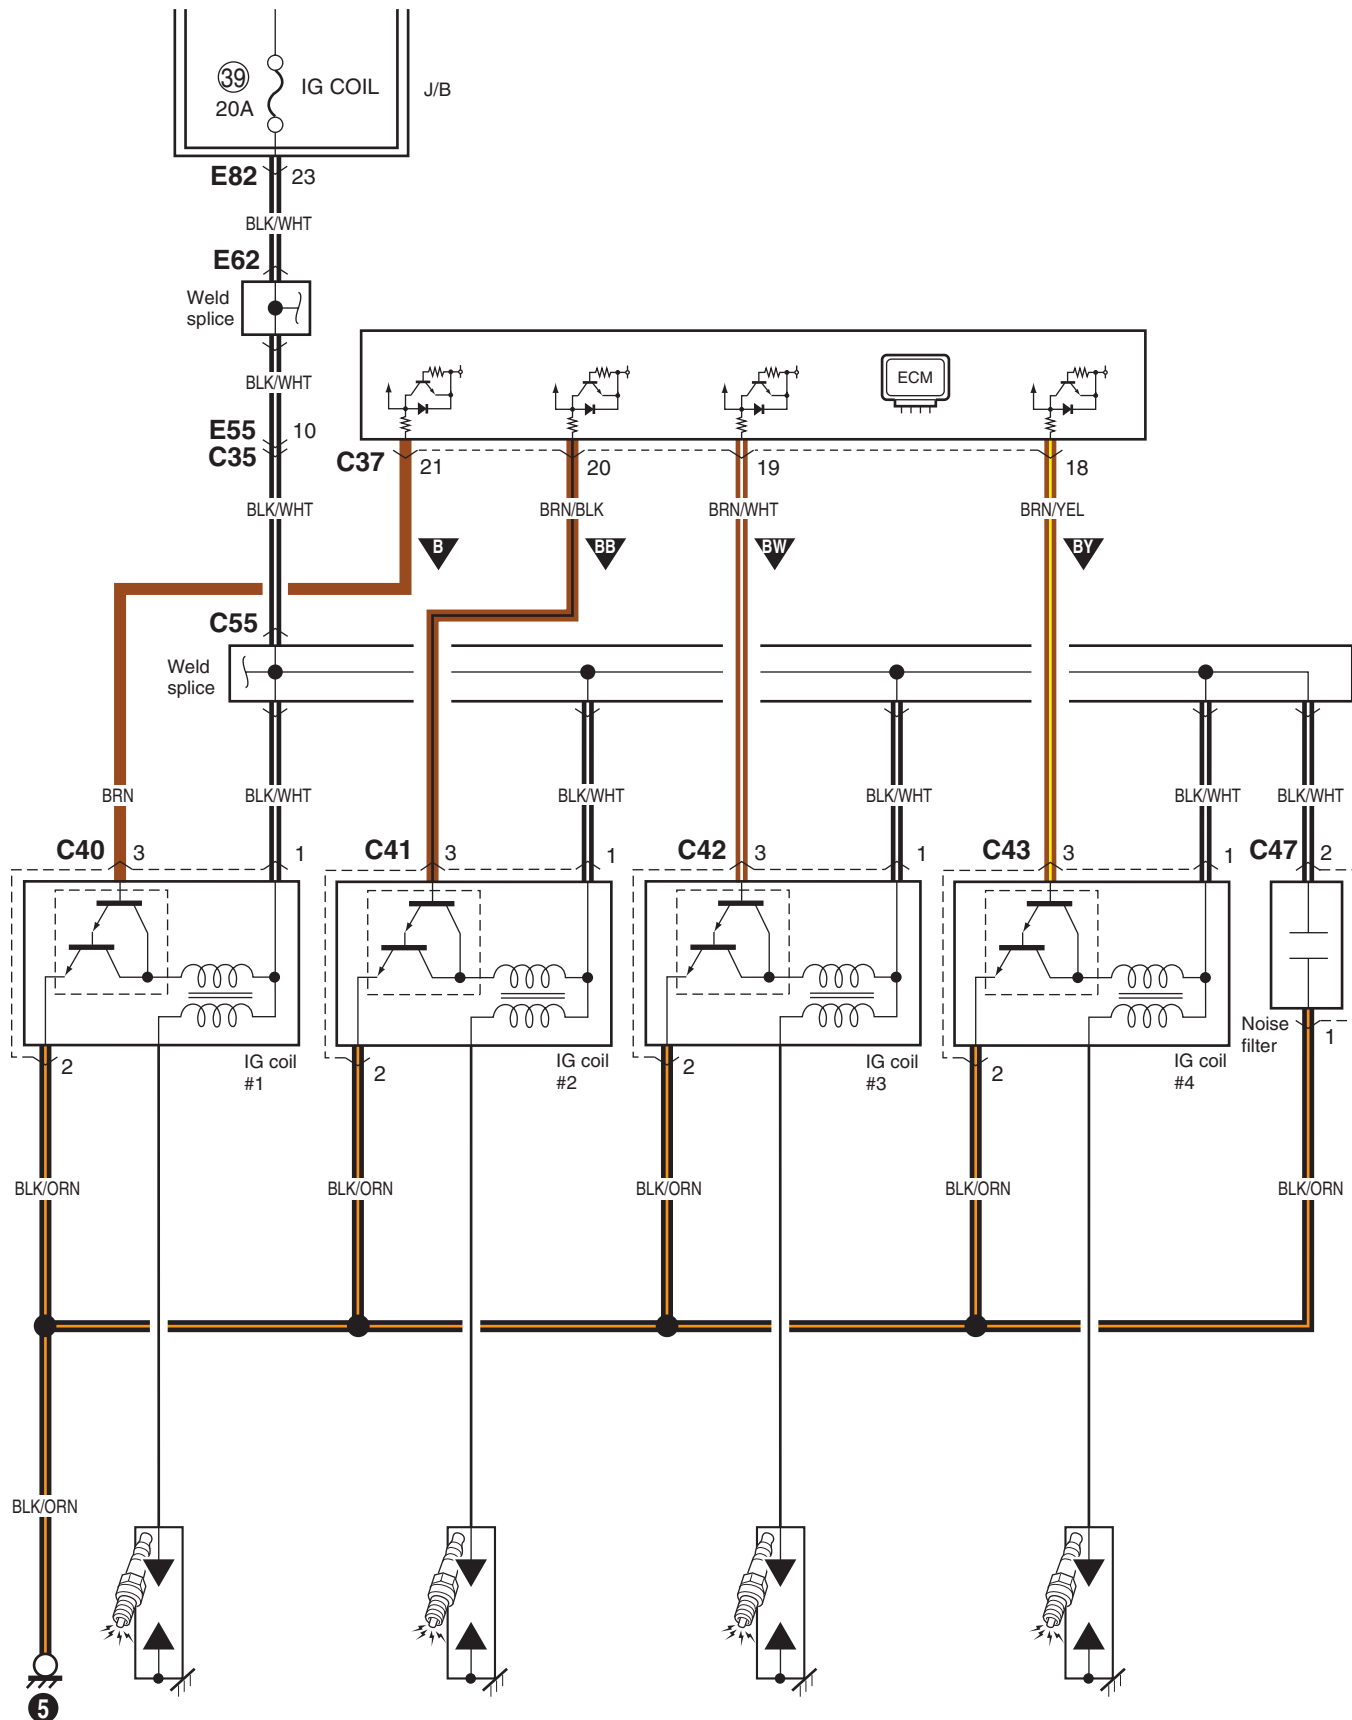 39
20A
IG COIL
J/B
E82
23
BLK/WHT
E62
Weld
splice
BLK/WHT
ECM
E55
10
C35
C37
21
20
19
18
BLK/WHT
BRN/BLK
BRN/WHT
BRN/YEL
B
BB
BW
BY
C55
Weld
splice
BRN
BLK/WHT
BLK/WHT
BLK/WHT
BLK/WHT
BLK/WHT
C40
3
1
C41
3
1
C42
3
1
C43
3
1
C47
2
Noise
filter
1
2
IG coil
#1
2
IG coil
#2
2
IG coil
#3
2
IG coil
#4
BLK/ORN
BLK/ORN
BLK/ORN
BLK/ORN
BLK/ORN
BLK/ORN
5